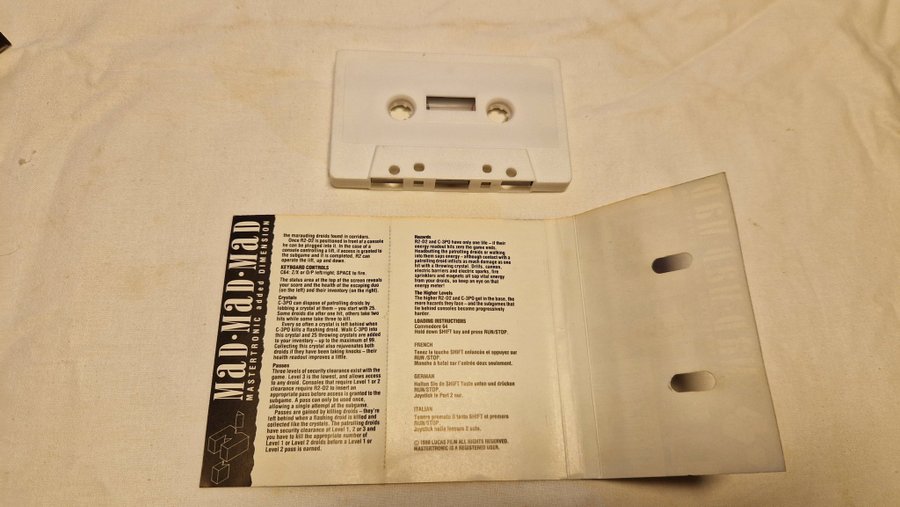 MAD·MAD·MAD
MASTERTRONIC added DIMENSION
the marauding droids found in corridors.
Once R2-D2 is positioned in front of a console
he can be plugged into it. In the case of a
console controlling a lift, if access is granted to
the subgame and it is completed, R2 can
operate the lift, up and down.
KEYBOARD CONTROLS
C64: Z/X or O/P left/right, SPACE to fire.
The status area at the top of the screen reveals
your score and the health of the escaping duo
(on the left) and their inventory (on the right).
Crystals
C-3PO can dispose of patrolling droids by
lobbing a crystal at them – you start with 25.
Some droids die after one hit, others take two
hits while some take three to kill.
Every so often a crystal is left behind when
C-3PO kills a flashing droid. Walk C-3PO into
this crystal and 25 throwing crystals are added
to your inventory – up to the maximum of 99.
Collecting this crystal also rejuvenates both
droids if they have been taking knocks – their
health readout improves a little.
Passes
Three levels of security clearance exist with the
game. Level 3 is the lowest, and allows access
to any droid. Consoles that require Level 1 or 2
clearance require R2-D2 to insert an
appropriate pass before access is granted to the
subgame. A pass can only be used once,
allowing a single attempt at the subgame.
Passes are gained by killing droids – they're
left behind when a flashing droid is killed and
collected like the crystals. The patrolling droids
have security clearance of Level 1, 2 or 3 and
you have to kill the appropriate number of
Level 1 or Level 2 droids before a Level 1 or
Level 2 pass is earned.
Hazards
R2-D2 and C-3PO have only one life – if their
energy readout hits zero the game ends.
Headbutting the patrolling droids or walking
into them saps energy – although contact with a
patrolling droid inflicts as much damage as one
hit with a throwing crystal. Drills, cannon,
electric barriers and electric sparks, fire
sprinklers and magnets all sap vital energy
from your droids, so keep an eye on that
energy meter!
The Higher Levels
The higher R2-D2 and C-3PO get in the base, the
more hazards they face – and the subgames that
lie behind consoles become progressively
harder.
LOADING INSTRUCTIONS
Commodore 64
Hold down SHIFT key and press RUN/STOP.
FRENCH
Tenez la touche SHIFT enfoncée et appuyez sur
RUN/STOP.
Manche à balai sur l'entrée deux seulement.
GERMAN
Halten Sie de SHIFT Taste unten und drücken
RUN/STOP.
Joystick in Port 2 nur.
ITALIAN
Tenere premuto il tasto SHIFT et premere
RUN/STOP.
Joystick nella fessura 2 solo.
© 1988 LUCAS FILM ALL RIGHTS RESERVED.
MASTERTRONIC IS A REGISTERED USER.